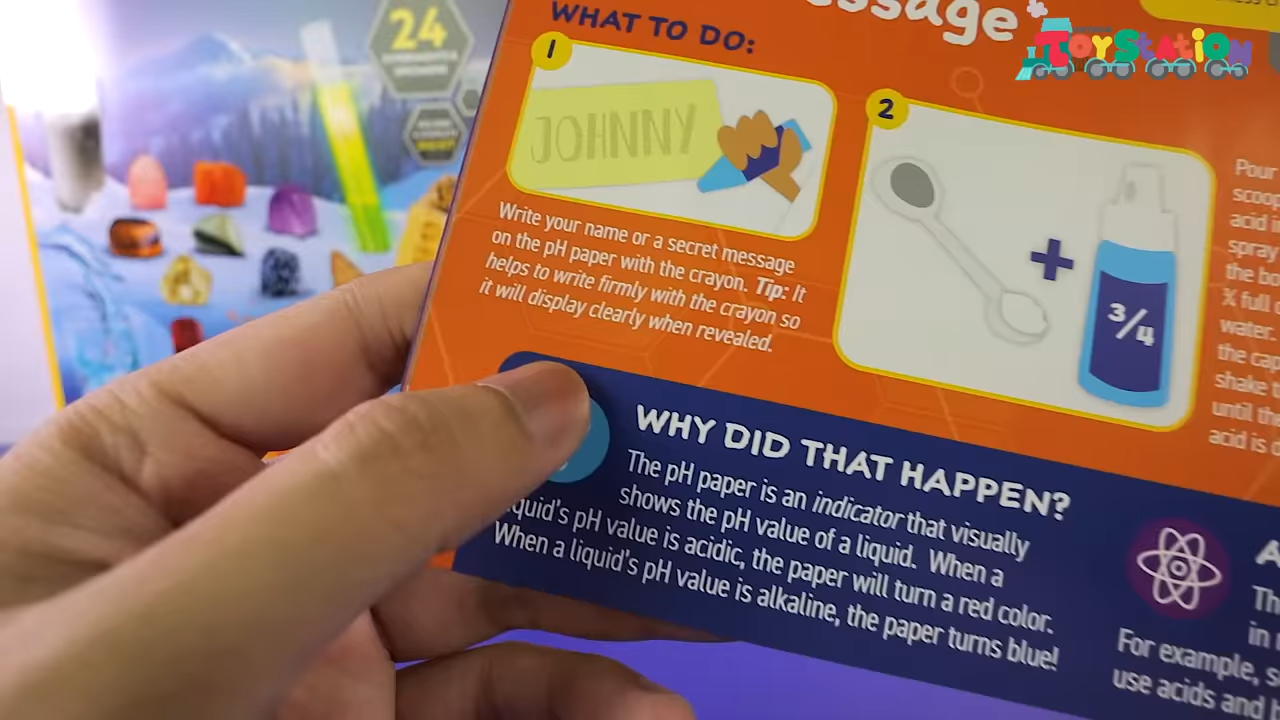 24
TOYSTATION
WHAT TO DO:
1
JOHNNY
Write your name or a secret message
on the pH paper with the crayon. Tip: It
helps to write firmly with the crayon so
it will display clearly when revealed.
2
+
3/4
Pour
scoop
acid i
spray
the bo
¾ full
water.
the cap
shake
until the
acid is
WHY DID THAT HAPPEN?
The pH paper is an indicator that visually
shows the pH value of a liquid. When a
liquid's pH value is acidic, the paper will turn a red color.
When a liquid's pH value is alkaline, the paper turns blue!
A
Th
in
For example, s
use acids and